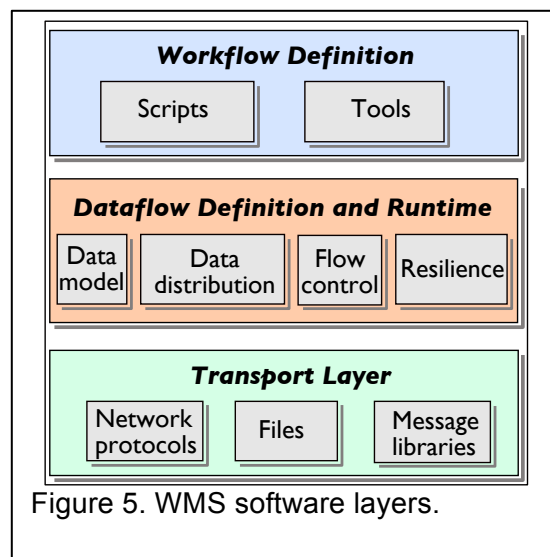 Workflow Definition
Scripts
Tools
Dataflow Definition and Runtime
Data
model
Data
distribution
Flow
control
Resilience
Transport Layer
Network
protocols
Files
Message
libraries
Figure 5. WMS software layers.